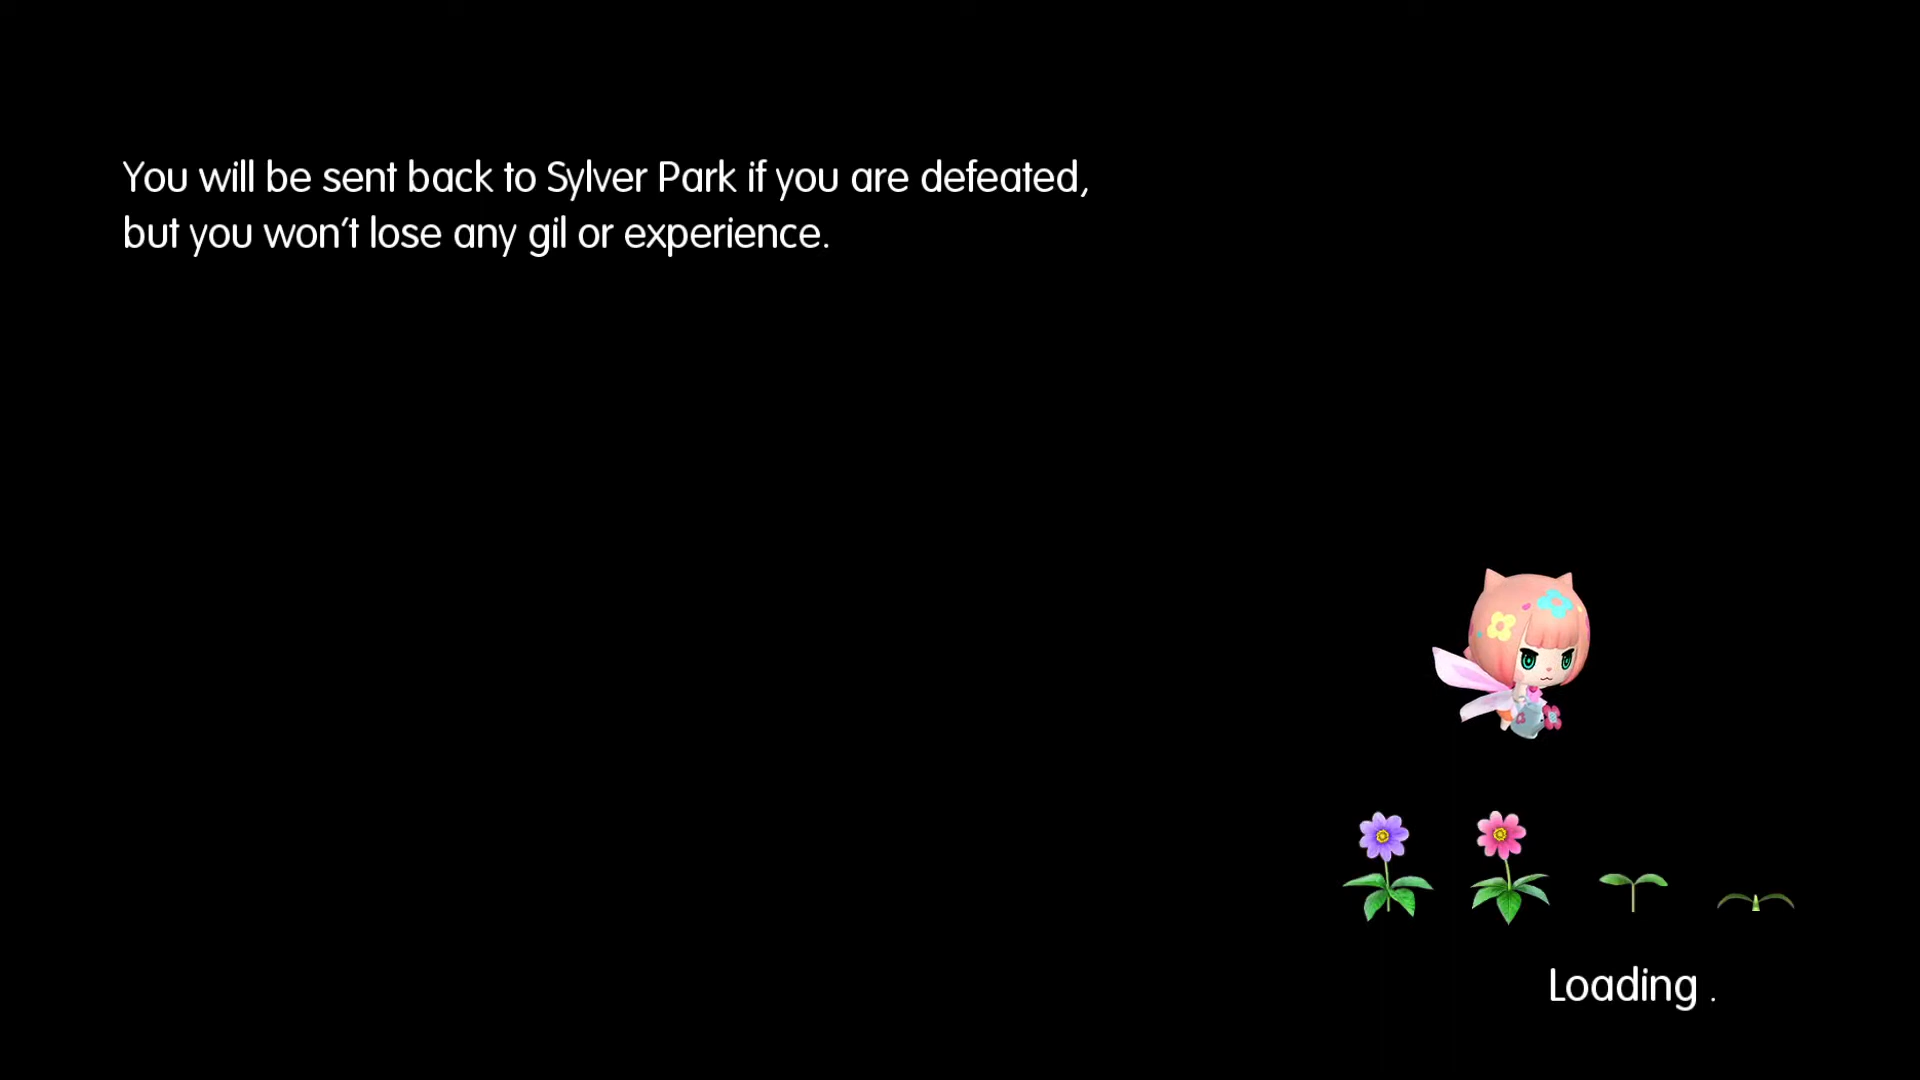 You will be sent back to Sylver Park if you are defeated,
but you won't lose any gil or experience.
Loading .